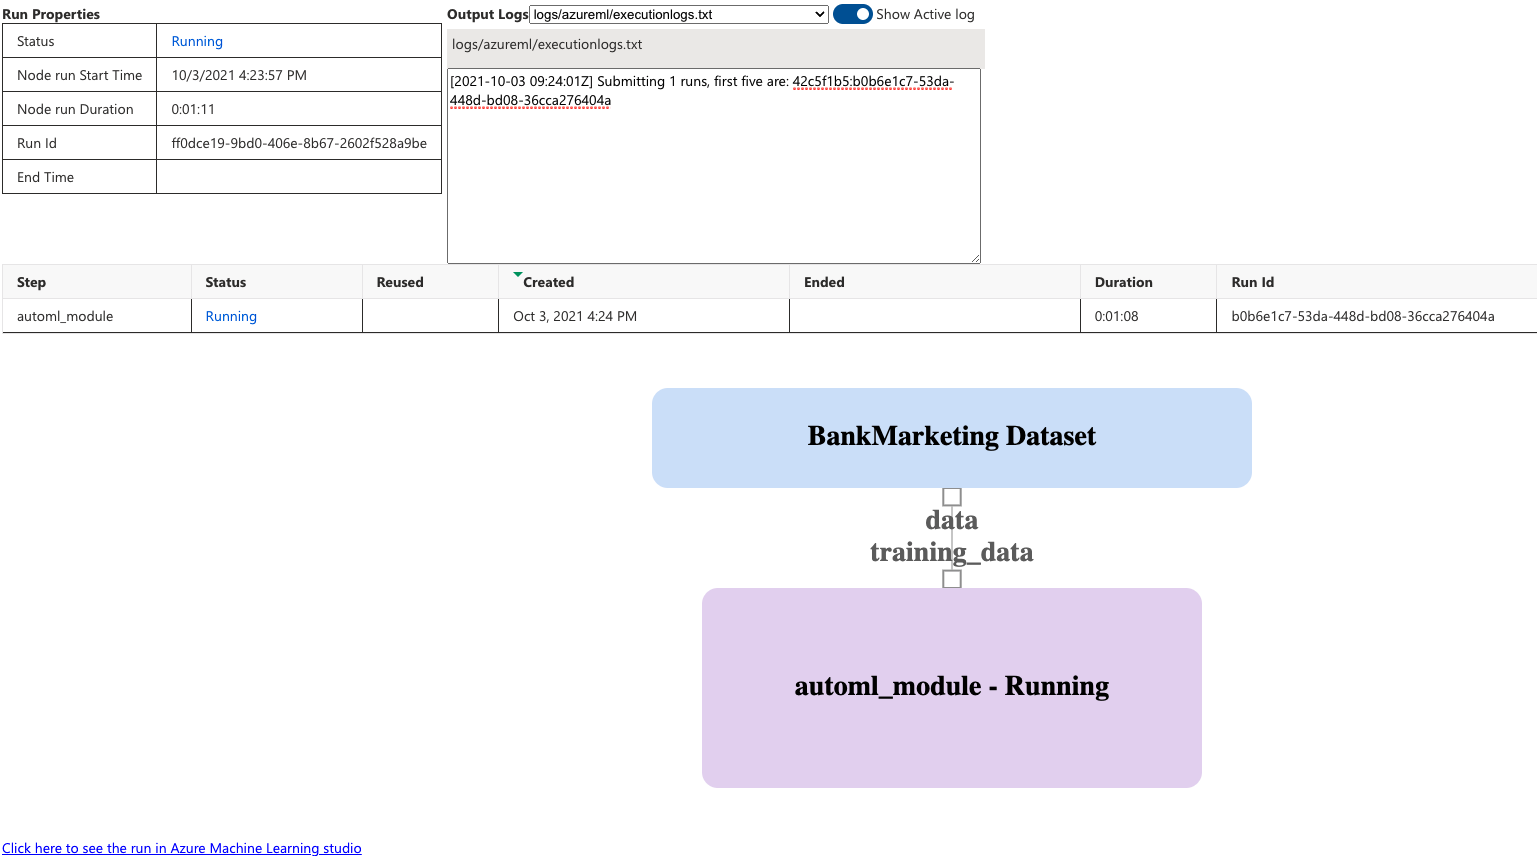 Run Properties
Status Running
Node run Start Time 10/3/2021 4:23:57 PM
Node run Duration 0:01:11
Run Id ff0dce19-9bd0-406e-8b67-2602f528a9be
End Time
Output Logs logs/azureml/executionlogs.txt Show Active log
logs/azureml/executionlogs.txt
[2021-10-03 09:24:01Z] Submitting 1 runs, first five are: 42c5f1b5:b0b6e1c7-53da-
448d-bd08-36cca276404a
Step Status Reused Created Ended Duration Run Id
automl_module Running Oct 3, 2021 4:24 PM 0:01:08 b0b6e1c7-53da-448d-bd08-36cca276404a
BankMarketing Dataset
data
training_data
automl_module - Running
Click here to see the run in Azure Machine Learning studio